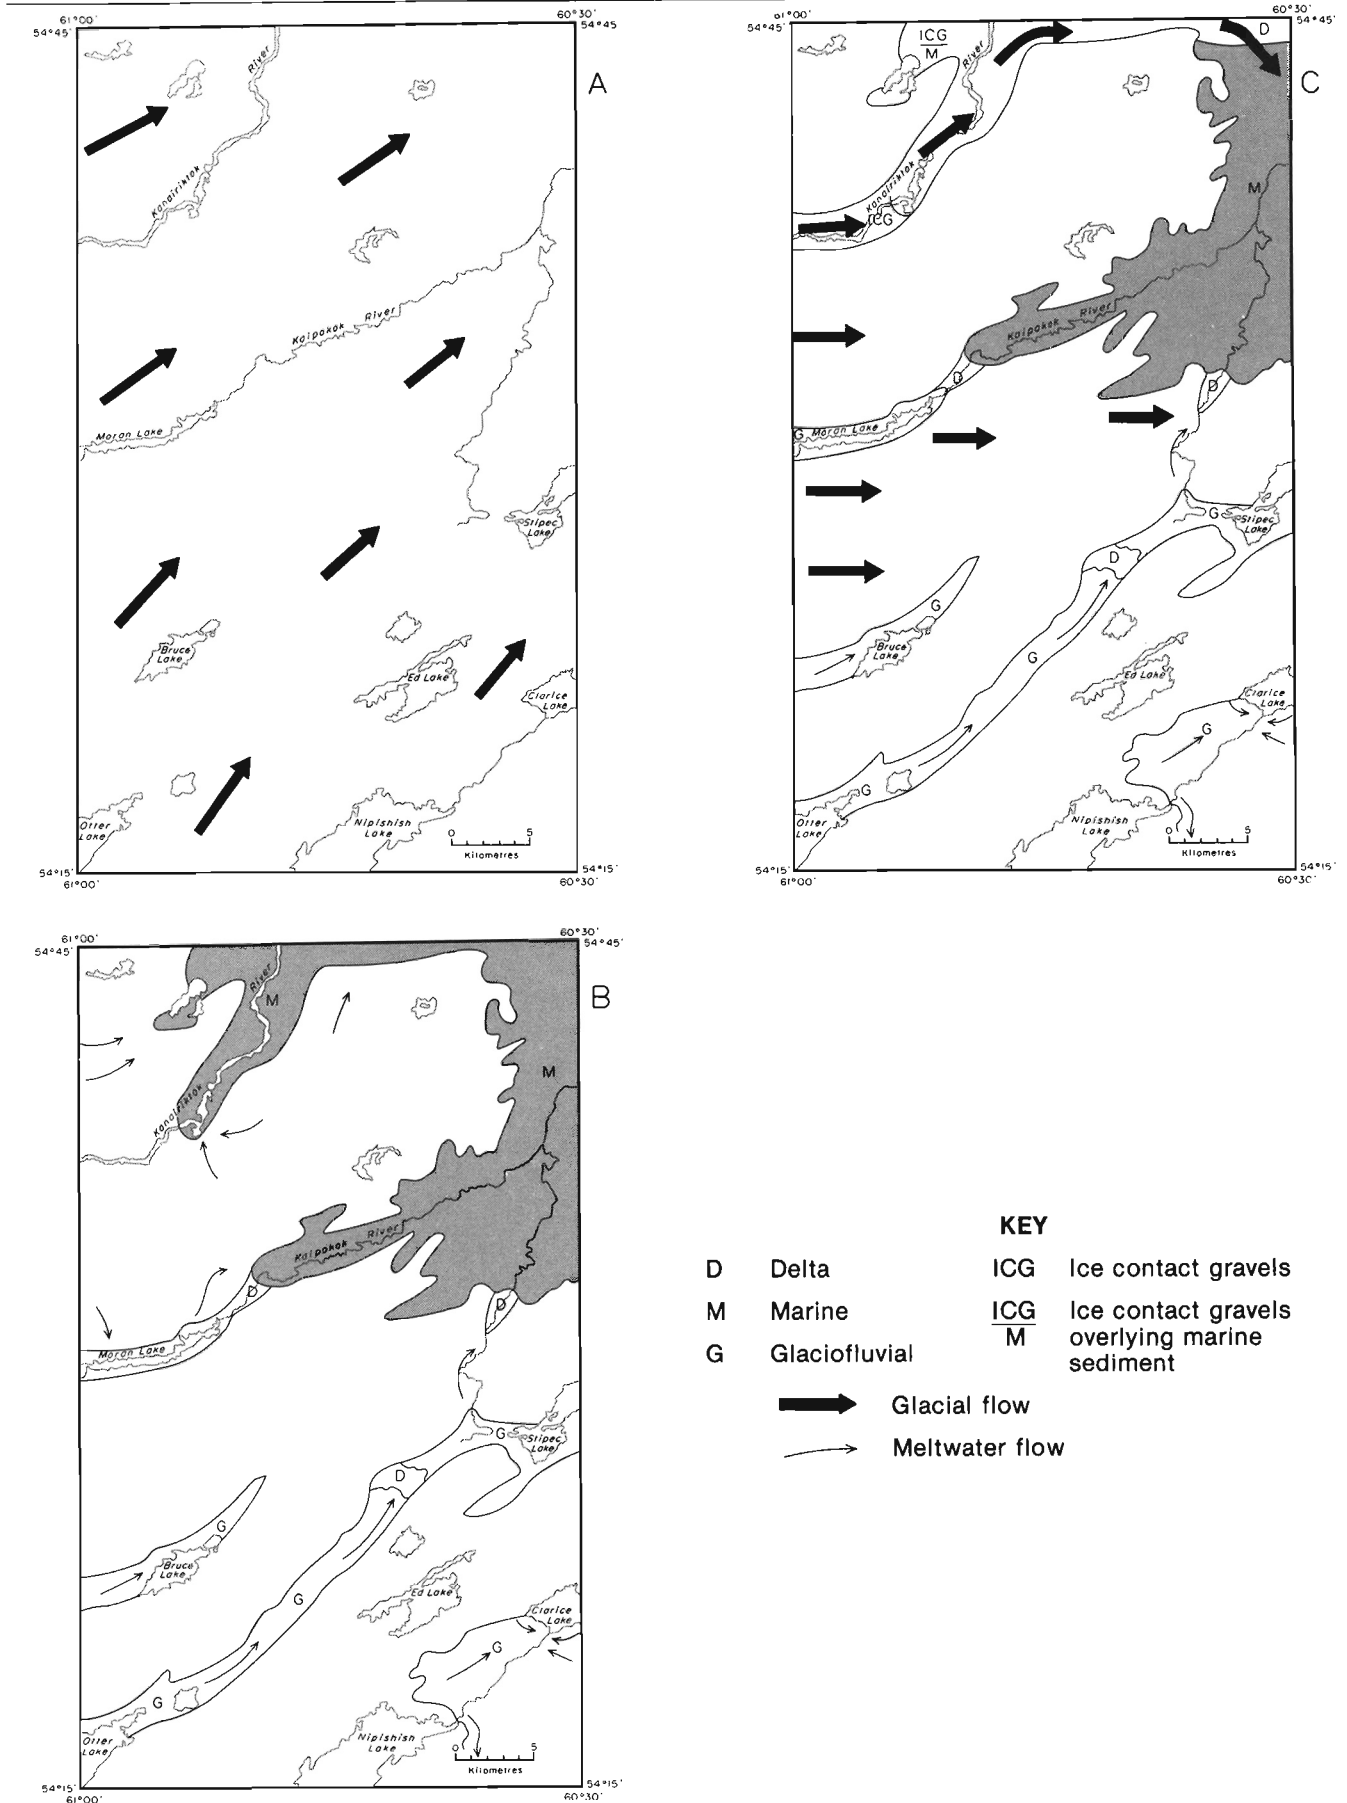 61°00'
60°30'
54°45'
54°45'
A
River
Kanairiktok
Kaipokok River
Moran Lake
Stipec
Lake
Bruce
Lake
Ed Lake
Clarice
Lake
Otter
Lake
Nipishish
Lake
0 5
Kilometres
54°15'
54°15'
61°00'
60°30'
61°00'
60°30'
54°45'
54°45'
C
D
ICG
M
River
Kanairiktok
ICG
M
Kaipokok River
D
D
G Moran Lake
G
Stipec
Lake
D
G
Bruce
Lake
G
Ed Lake
Clarice
Lake
G
G
Otter
Lake
Nipishish
Lake
0 5
Kilometres
54°15'
54°15'
61°00'
60°30'
61°00'
60°30'
54°45'
54°45'
B
River
M
M
Kanairiktok
Kaipokok River
D
D
Moran Lake
G
Stipec
Lake
D
G
Bruce
Lake
G
Ed Lake
Clarice
Lake
G
G
Otter
Lake
Nipishish
Lake
0 5
Kilometres
54°15'
54°15'
61°00'
60°30'
KEY
D Delta
M Marine
G Glaciofluvial
ICG Ice contact gravels
ICG Ice contact gravels
M overlying marine
sediment
Glacial flow
Meltwater flow